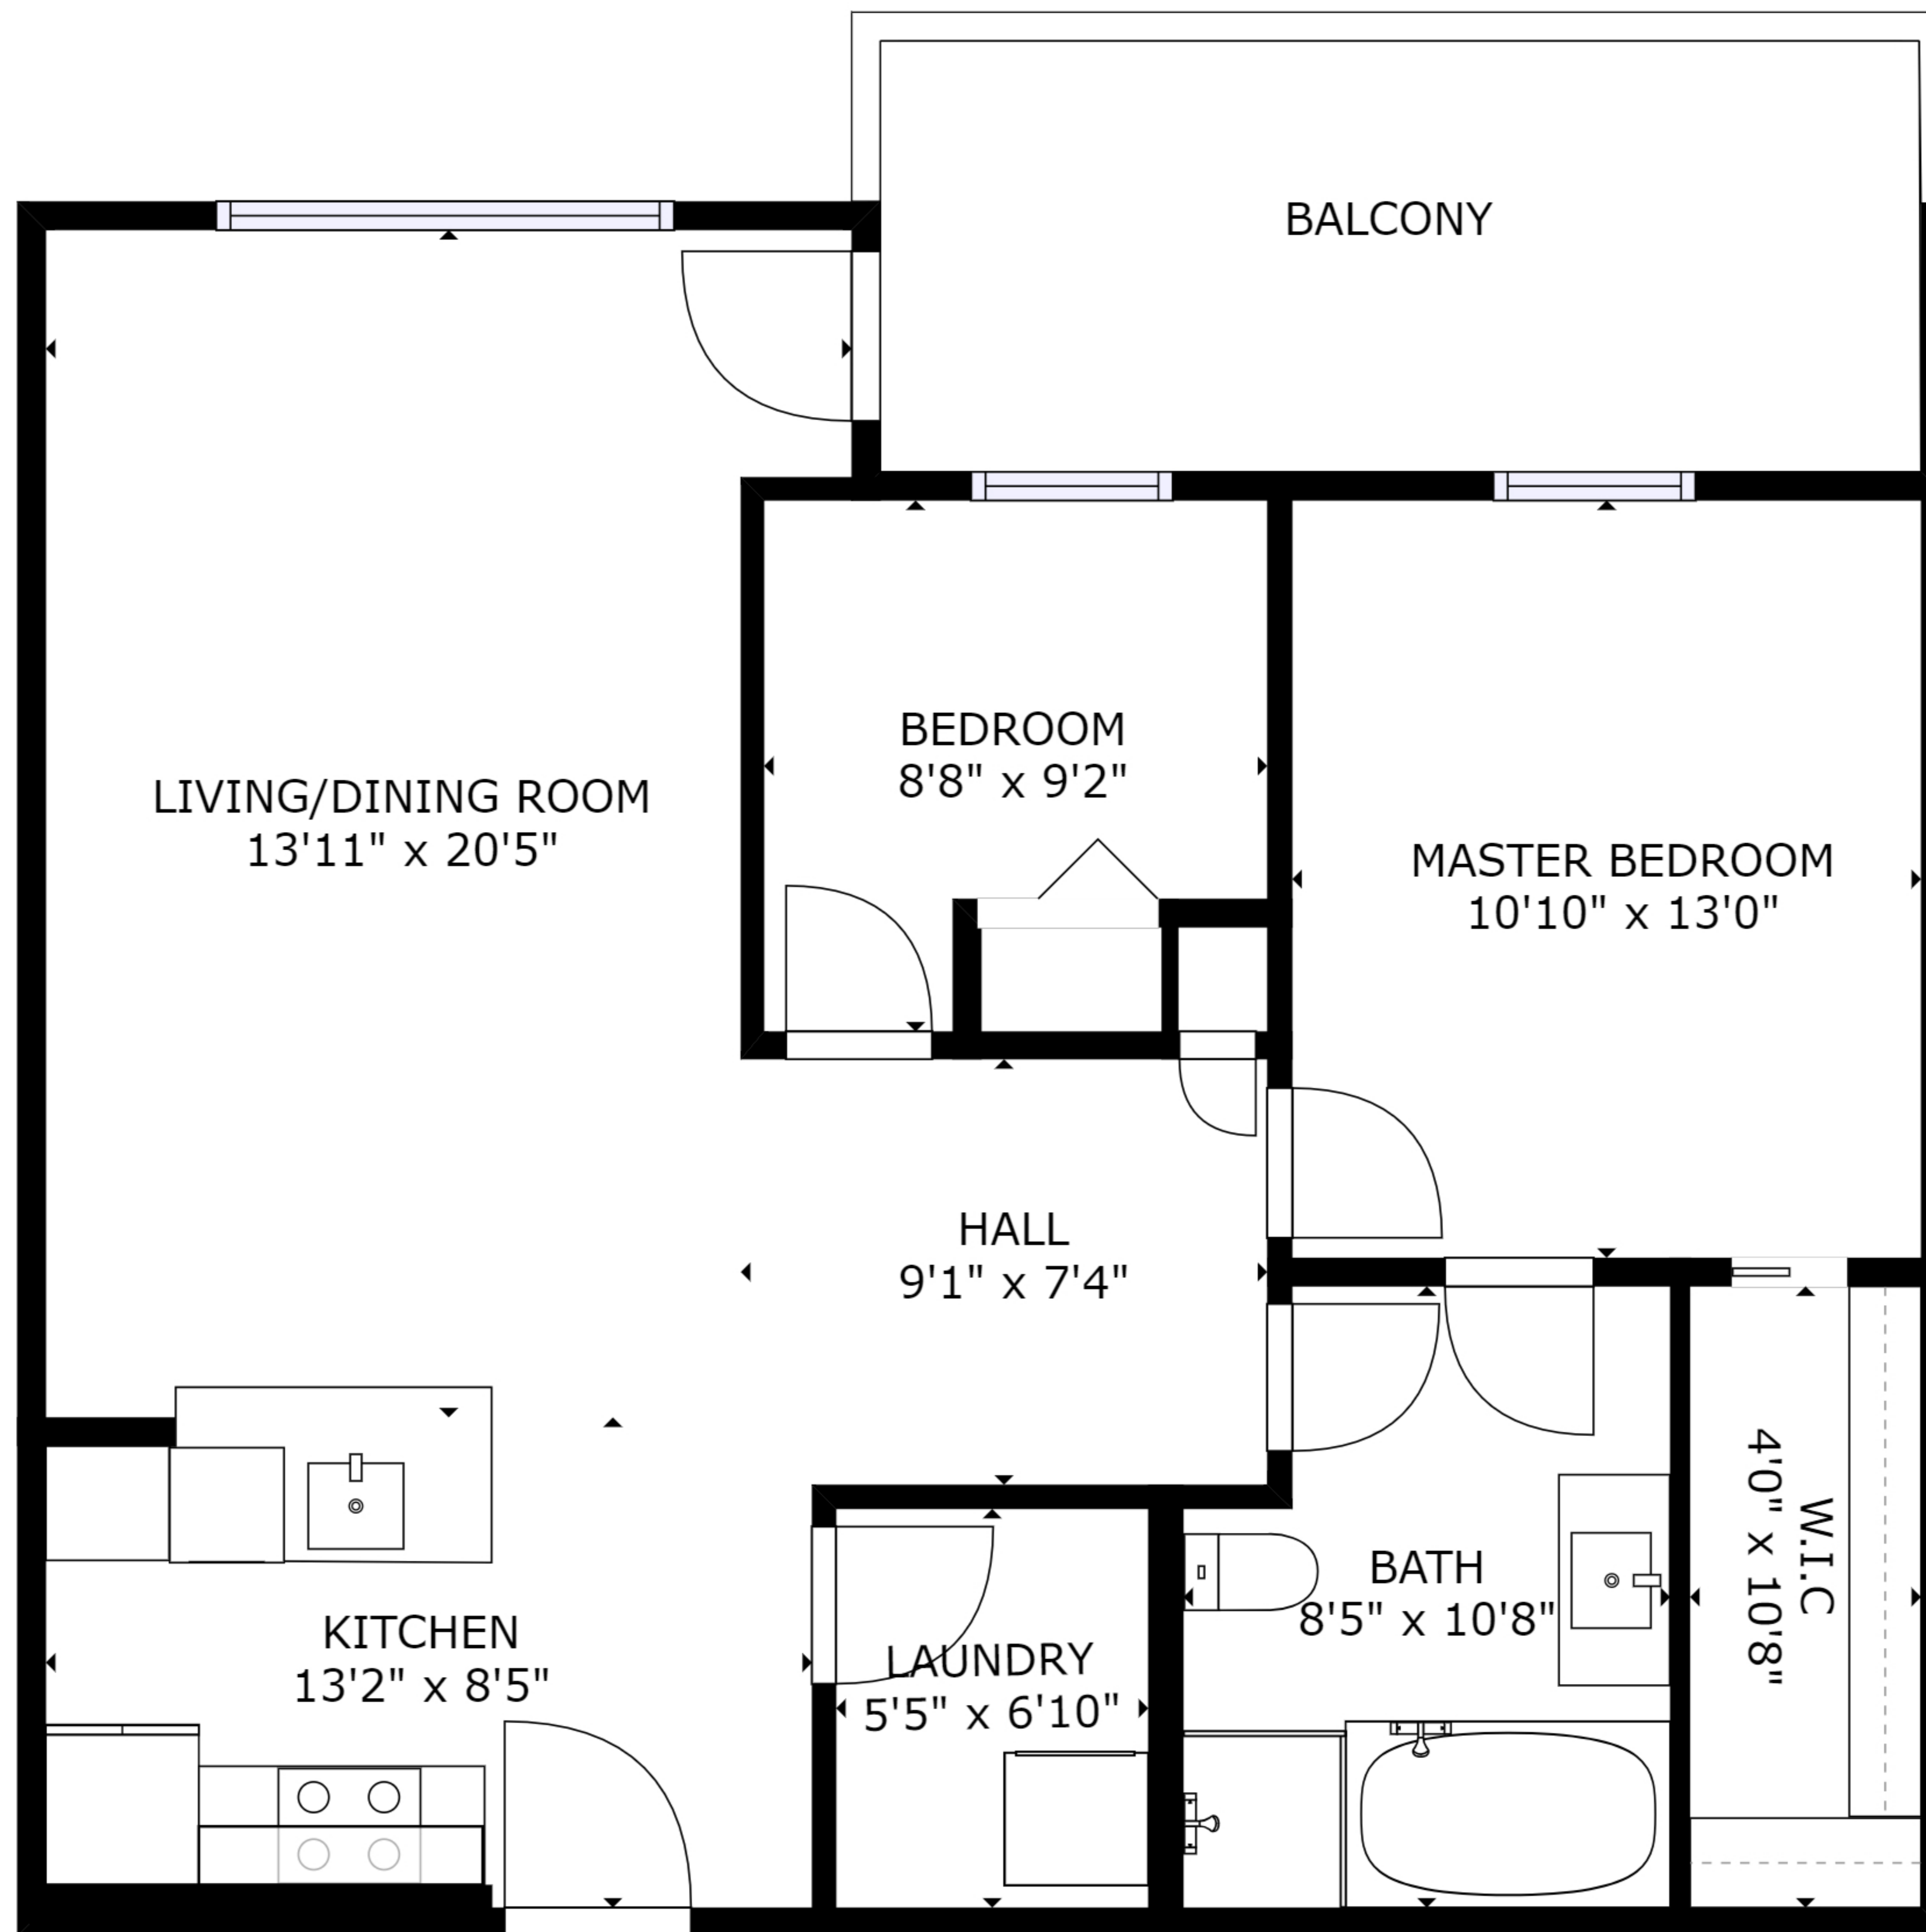 BALCONY
BEDROOM
8'8" x 9'2"
LIVING/DINING ROOM
13'11" x 20'5"
MASTER BEDROOM
10'10" x 13'0"
HALL
9'1" x 7'4"
KITCHEN
13'2" x 8'5"
LAUNDRY
5'5" x 6'10"
BATH
8'5" x 10'8"
W.I.C
4'0" x 10'8"